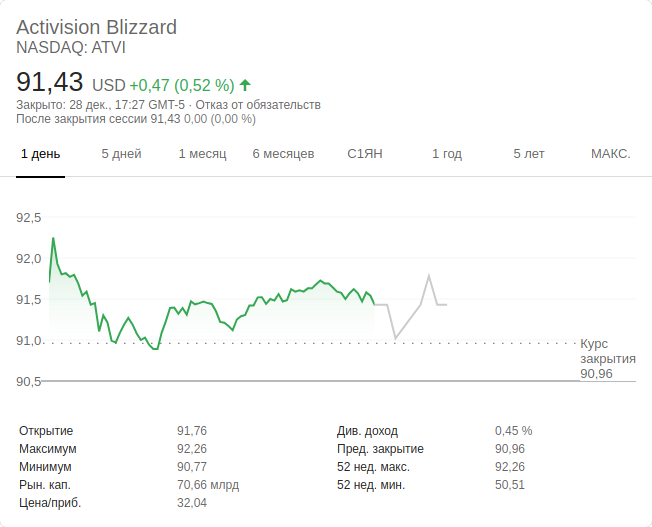 Activision Blizzard
NASDAQ: ATVI
91,43 USD +0,47 (0,52 %)
Закрыто: 28 дек., 17:27 GMT-5 · Отказ от обязательств
После закрытия сессии 91,43 0,00 (0,00 %)
1 день 5 дней 1 месяц 6 месяцев С1ЯН 1 год 5 лет МАКС.
92,5
92,0
91,5
91,0
Курс
закрытия
90,96
90,5
Открытие 91,76 Див. доход 0,45 %
Максимум 92,26 Пред. закрытие 90,96
Минимум 90,77 52 нед. макс. 92,26
Рын. кап. 70,66 млрд 52 нед. мин. 50,51
Цена/приб. 32,04